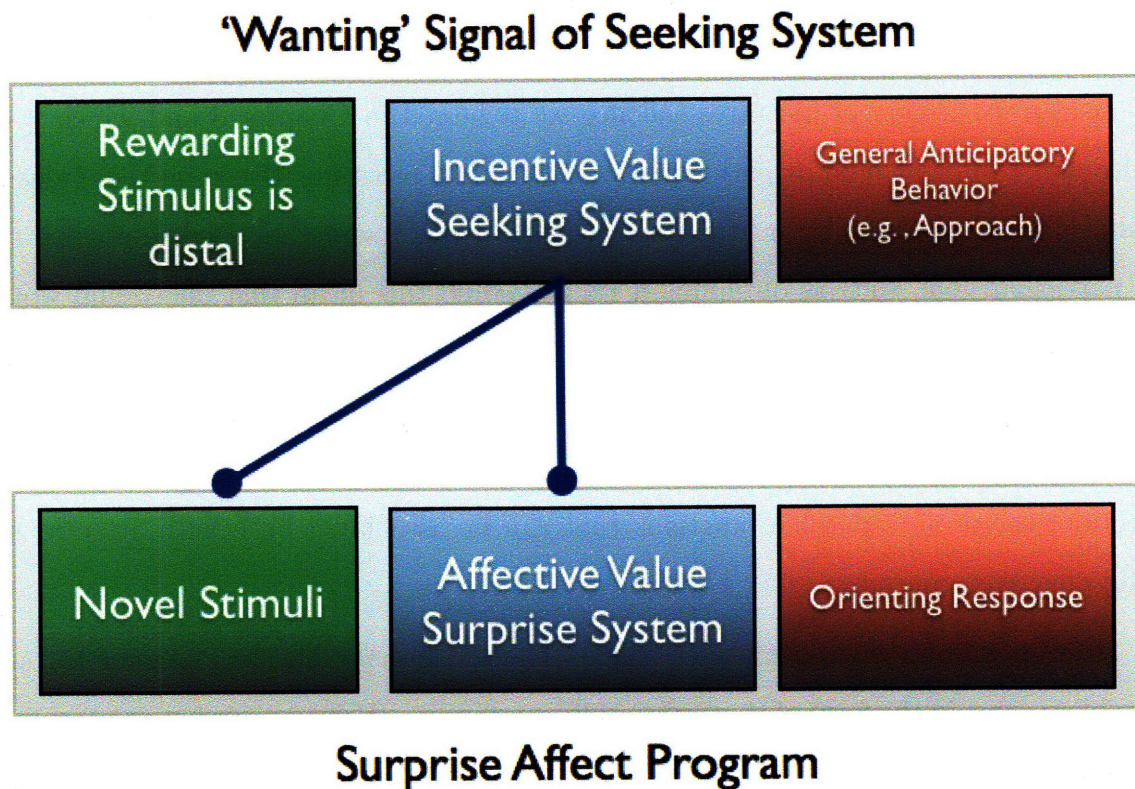 ‘Wanting’ Signal of Seeking System
Rewarding
Stimulus is
distal
Incentive Value
Seeking System
General Anticipatory
Behavior
(e.g., Approach)
Novel Stimuli
Affective Value
Surprise System
Orienting Response
Surprise Affect Program